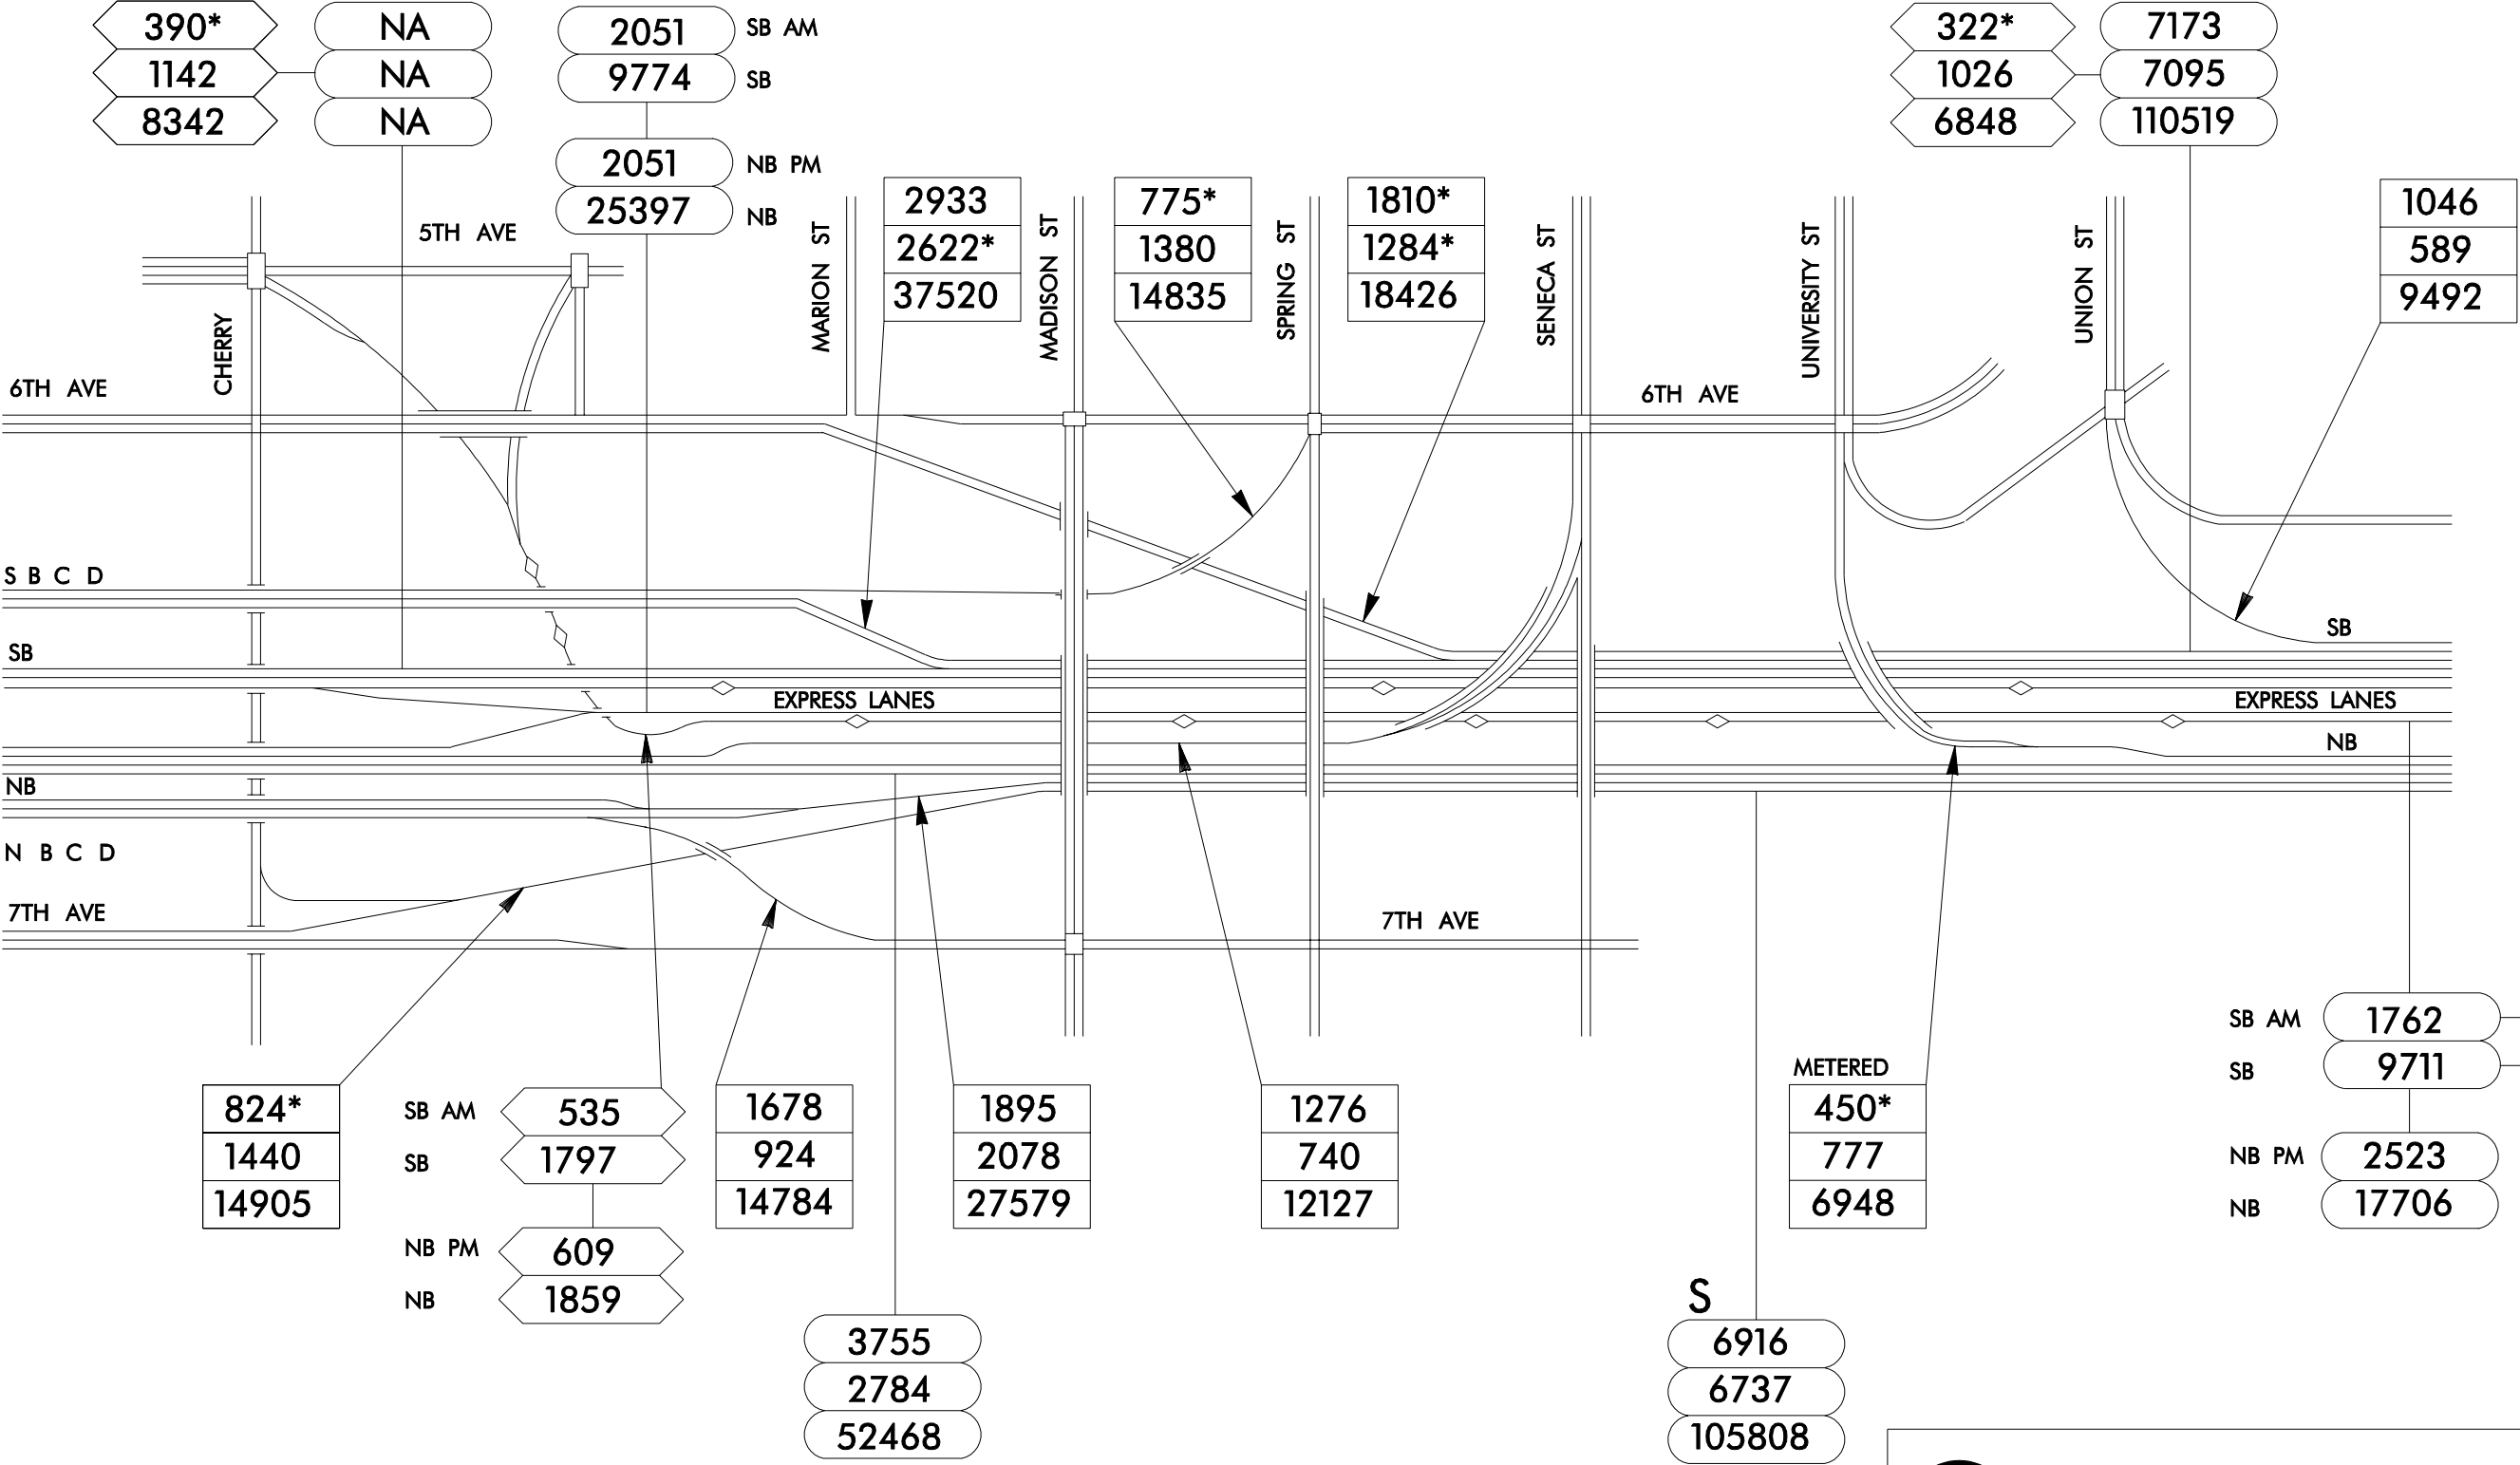 390*
1142
8342
NA
NA
NA
2051 SB AM
9774 SB
2051 NB PM
25397 NB
322*
1026
6848
7173
7095
110519
2933
2622*
37520
775*
1380
14835
1810*
1284*
18426
1046
589
9492
5TH AVE
CHERRY
MARION ST
MADISON ST
SPRING ST
SENECA ST
UNIVERSITY ST
UNION ST
6TH AVE
6TH AVE
S B C D
SB
SB
EXPRESS LANES
EXPRESS LANES
NB
NB
N B C D
7TH AVE
7TH AVE
824*
1440
14905
SB AM 535
SB 1797
NB PM 609
NB 1859
1678
924
14784
1895
2078
27579
1276
740
12127
METERED
450*
777
6948
SB AM 1762
SB 9711
NB PM 2523
NB 17706
3755
2784
52468
S
6916
6737
105808